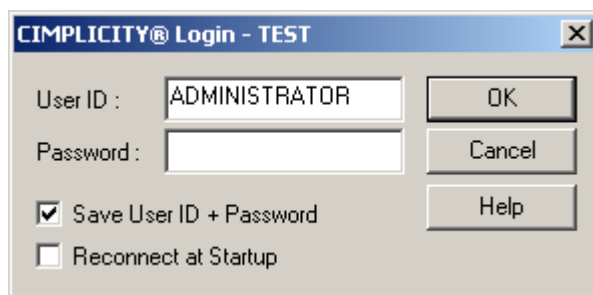 CIMPLICITY® Login - TEST
User ID : ADMINISTRATOR OK
Password : Cancel
Save User ID + Password Help
Reconnect at Startup